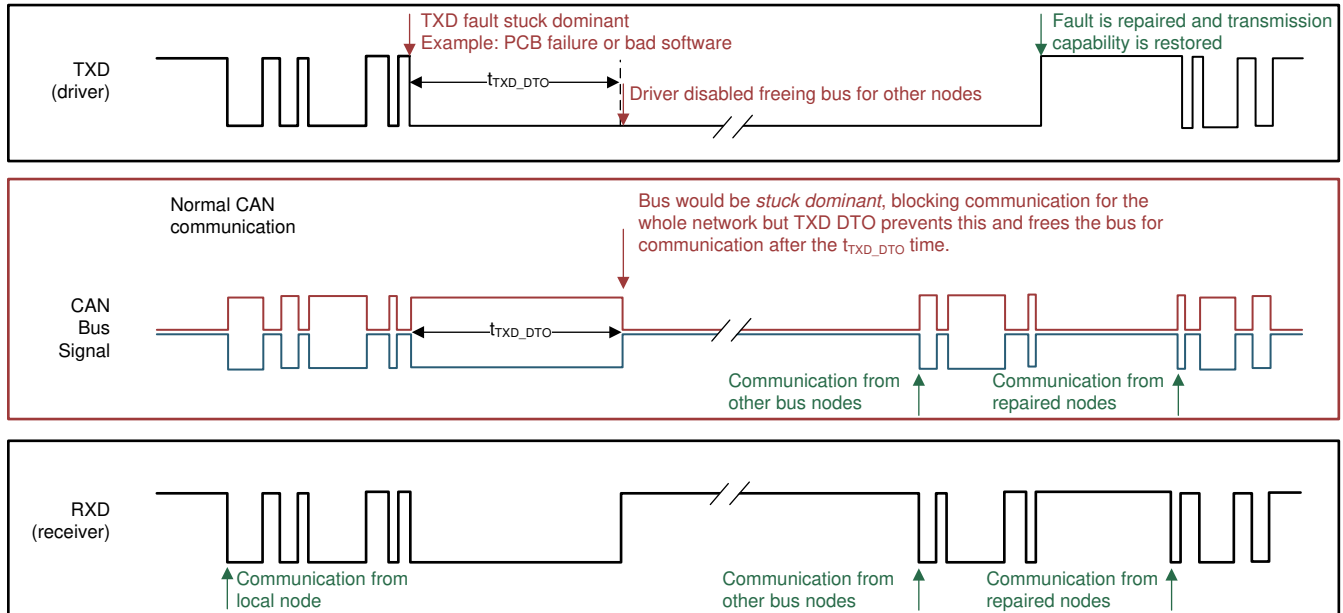 TXD fault stuck dominant
Example: PCB failure or bad software
Fault is repaired and transmission
capability is restored
TXD
(driver)
tTXD_DTO
Driver disabled freeing bus for other nodes
Normal CAN
communication
Bus would be stuck dominant, blocking communication for the
whole network but TXD DTO prevents this and frees the bus for
communication after the tTXD_DTO time.
CAN
Bus
Signal
tTXD_DTO
Communication from
other bus nodes
Communication from
repaired nodes
RXD
(receiver)
Communication from
local node
Communication from
other bus nodes
Communication from
repaired nodes